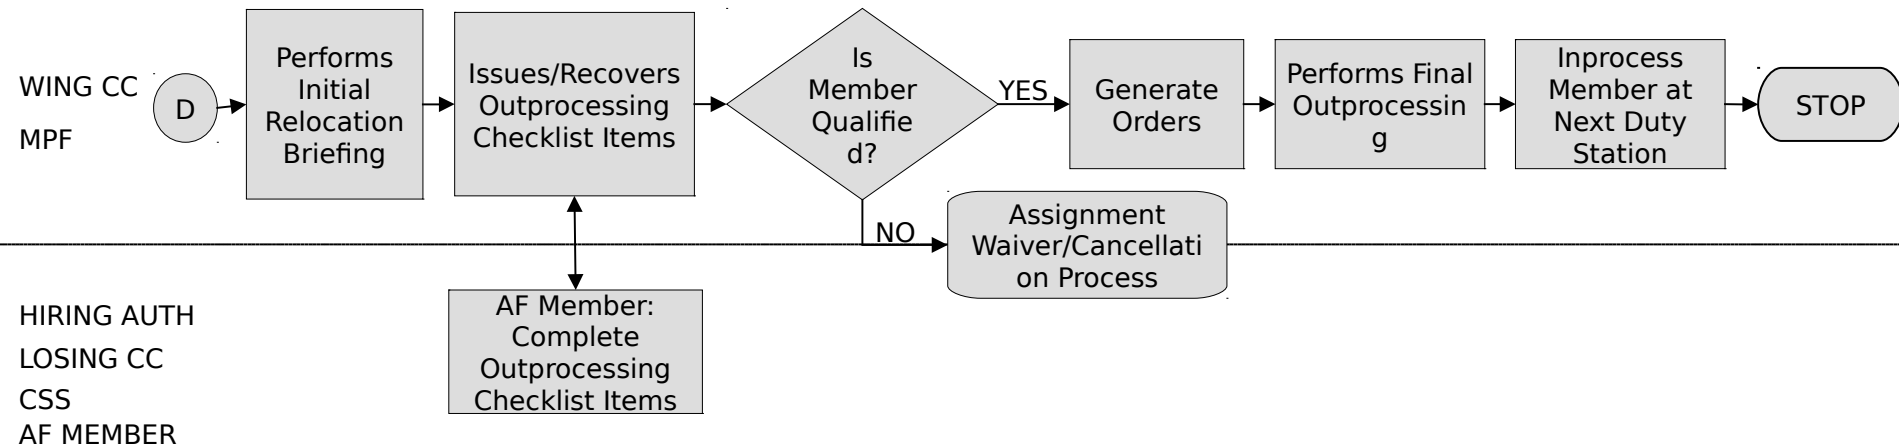 WING CC
MPF
D
Performs
Initial
Relocation
Briefing
Issues/Recovers
Outprocessing
Checklist Items
Is
Member
Qualifie
d?
YES
Generate
Orders
Performs Final
Outprocessin
g
Inprocess
Member at
Next Duty
Station
STOP
NO
Assignment
Waiver/Cancellati
on Process
HIRING AUTH
LOSING CC
CSS
AF MEMBER
AF Member:
Complete
Outprocessing
Checklist Items